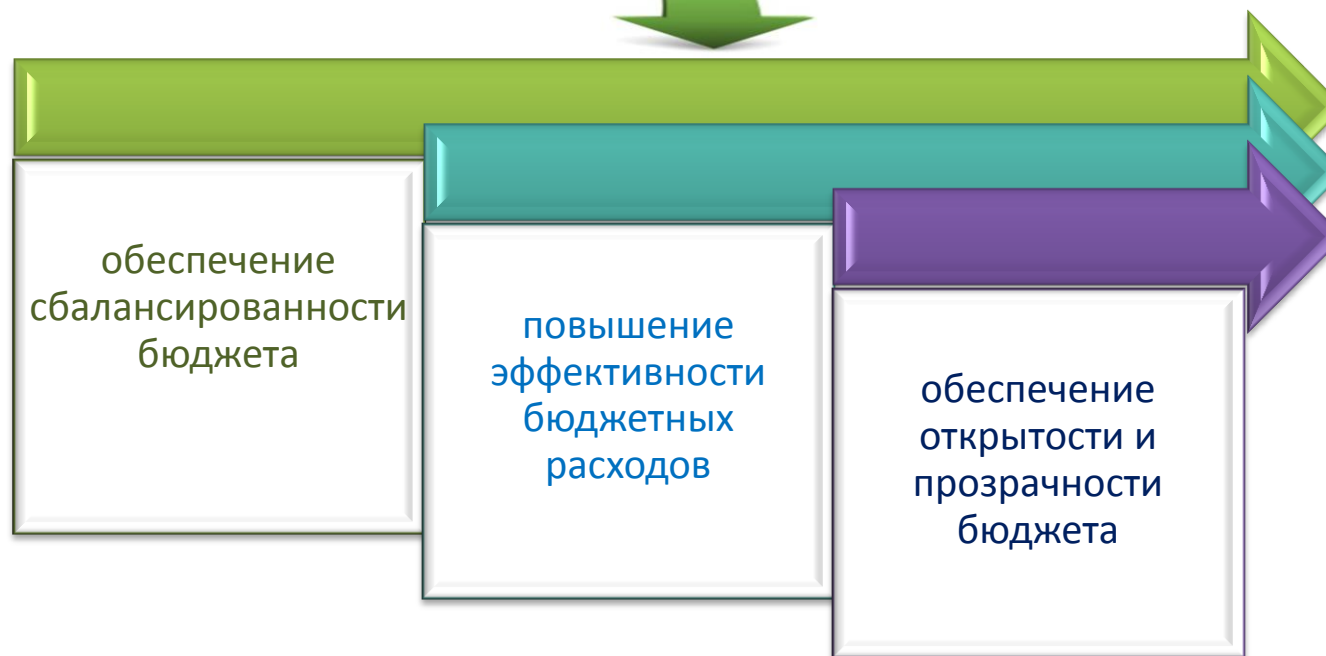 обеспечение
сбалансированности
бюджета
повышение
эффективности
бюджетных
расходов
обеспечение
открытости и
прозрачности
бюджета